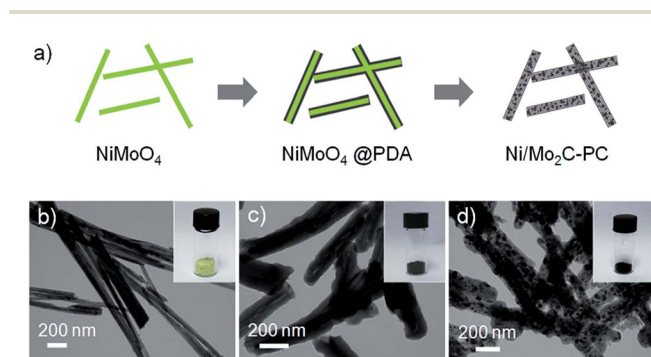 a)
NiMoO₄ NiMoO₄ @PDA Ni/Mo₂C-PC
b) c) d)
200 nm 200 nm 200 nm